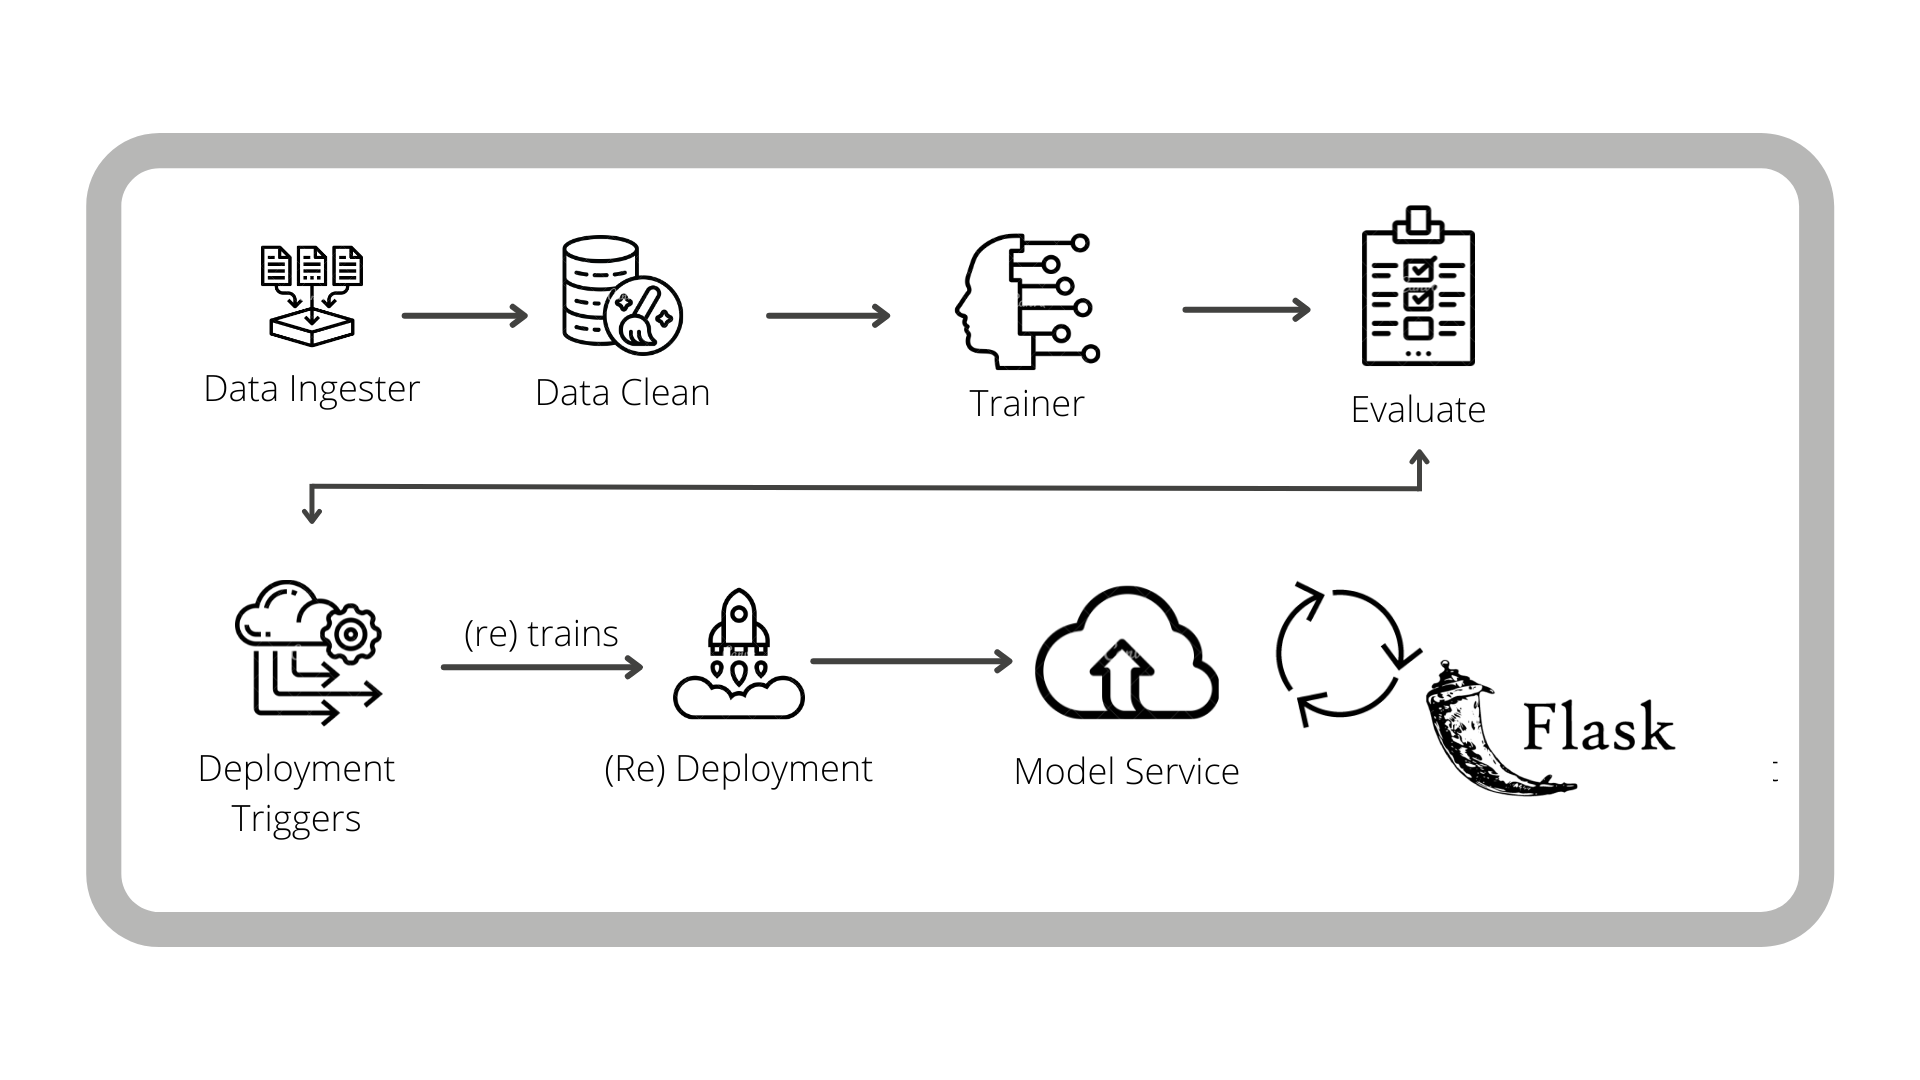 Data Ingester
Data Clean
Trainer
Evaluate
(re) trains
Flask
Deployment
Triggers
(Re) Deployment
Model Service